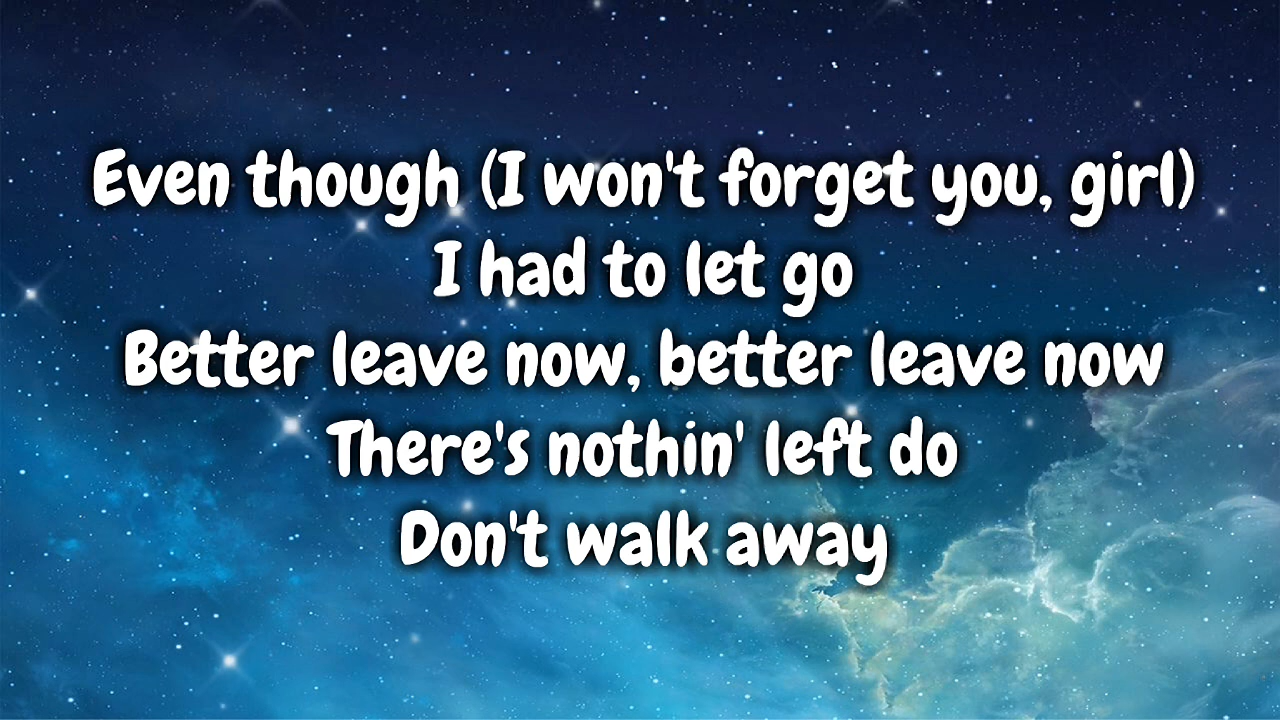 Even though (I won't forget you, girl)
I had to let go
Better leave now, better leave now
There's nothin' left do
Don't walk away